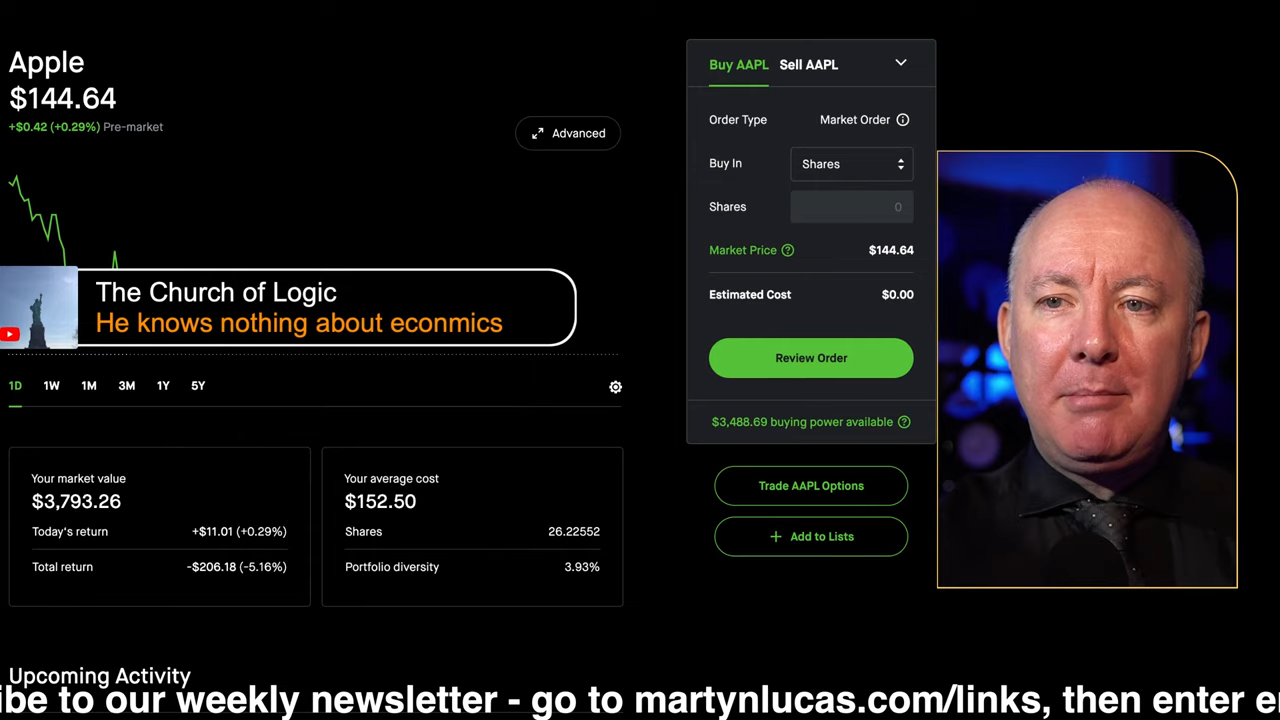 Apple
$144.64
+$0.42 (+0.29%) Pre-market
Advanced
The Church of Logic
He knows nothing about econmics
1D 1W 1M 3M 1Y 5Y
Your market value
$3,793.26
Today's return +$11.01 (+0.29%)
Total return -$206.18 (-5.16%)
Your average cost
$152.50
Shares 26.22552
Portfolio diversity 3.93%
Buy AAPL Sell AAPL
Order Type Market Order
Buy In Shares
Shares 0
Market Price $144.64
Estimated Cost $0.00
Review Order
$3,488.69 buying power available
Trade AAPL Options
+ Add to Lists
Upcoming Activity
ibe to our weekly newsletter - go to martynlucas.com/links, then enter e